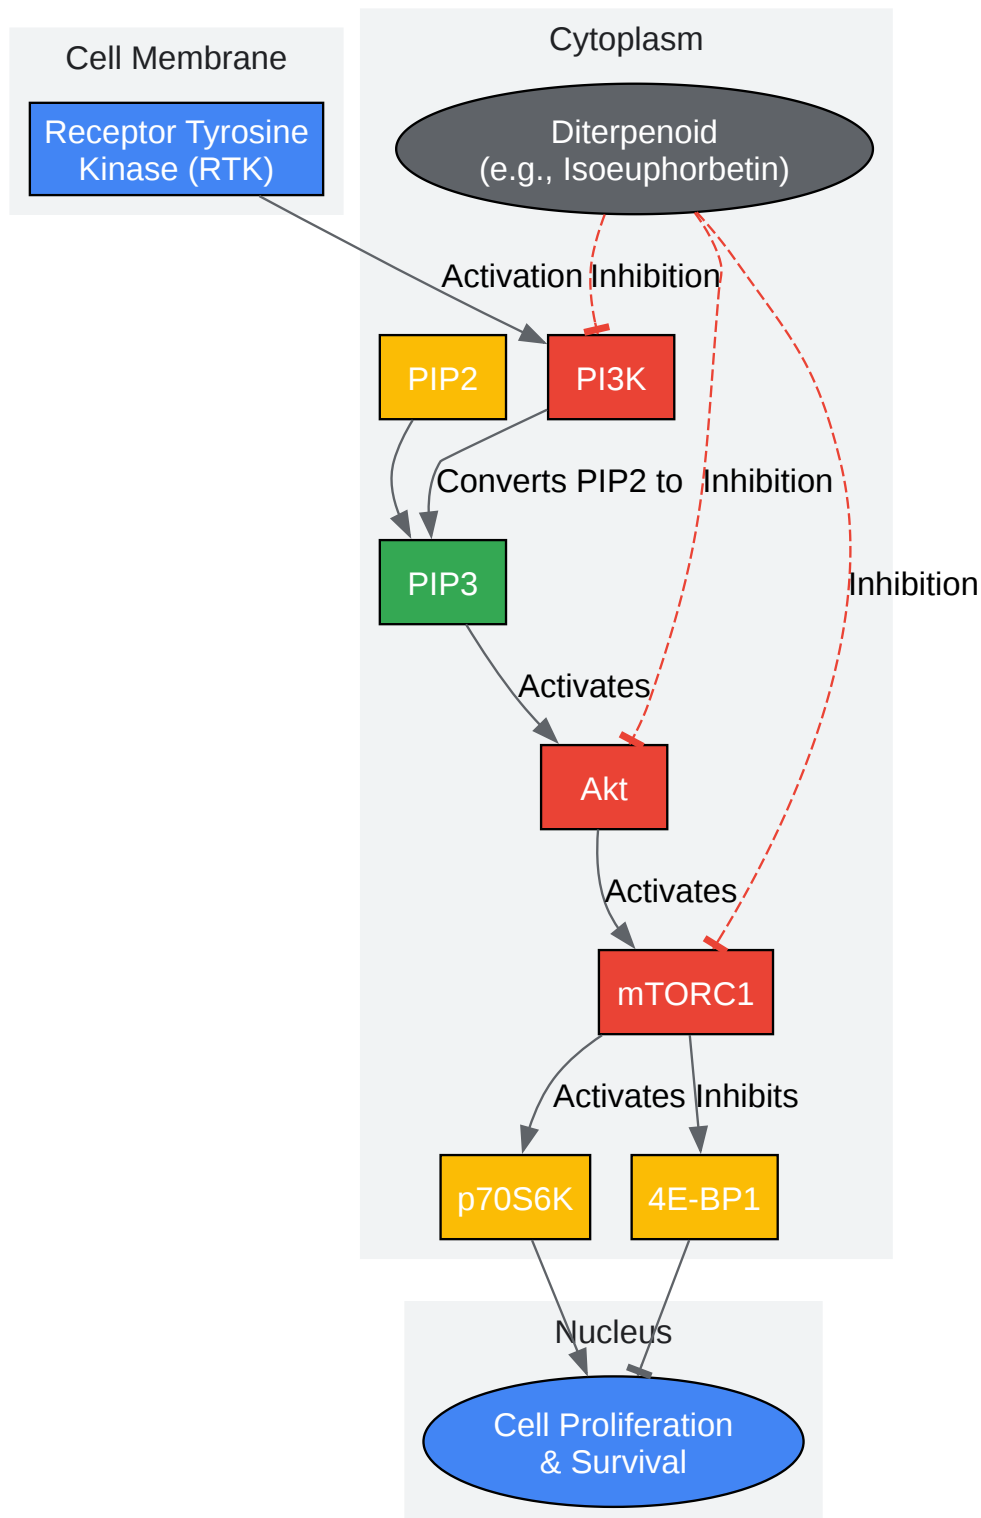 Cell Membrane
Cytoplasm
Receptor Tyrosine
Kinase (RTK)
Diterpenoid
(e.g., Isoeuphorbetin)
Activation
Inhibition
PIP2
PI3K
Converts PIP2 to
Inhibition
PIP3
Inhibition
Activates
Akt
Activates
mTORC1
Activates
Inhibits
p70S6K
4E-BP1
Nucleus
Cell Proliferation
& Survival